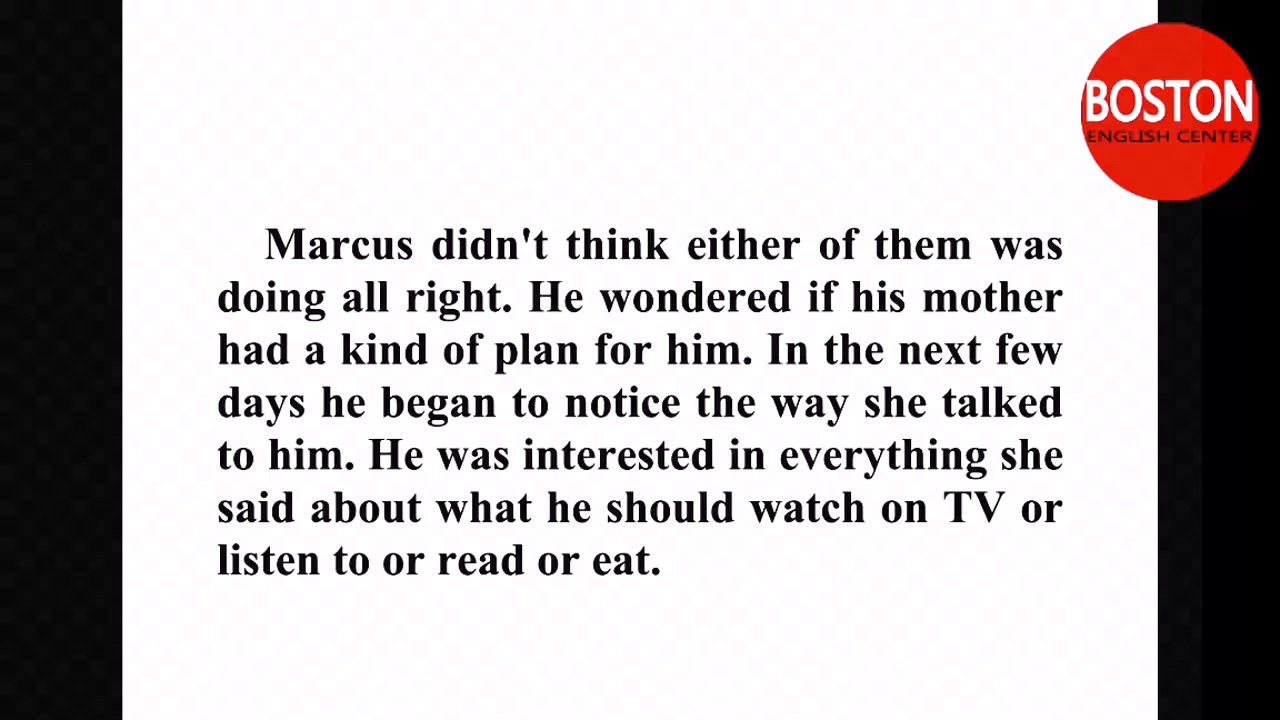 BOSTON
ENGLISH CENTER
Marcus didn't think either of them was
doing all right. He wondered if his mother
had a kind of plan for him. In the next few
days he began to notice the way she talked
to him. He was interested in everything she
said about what he should watch on TV or
listen to or read or eat.